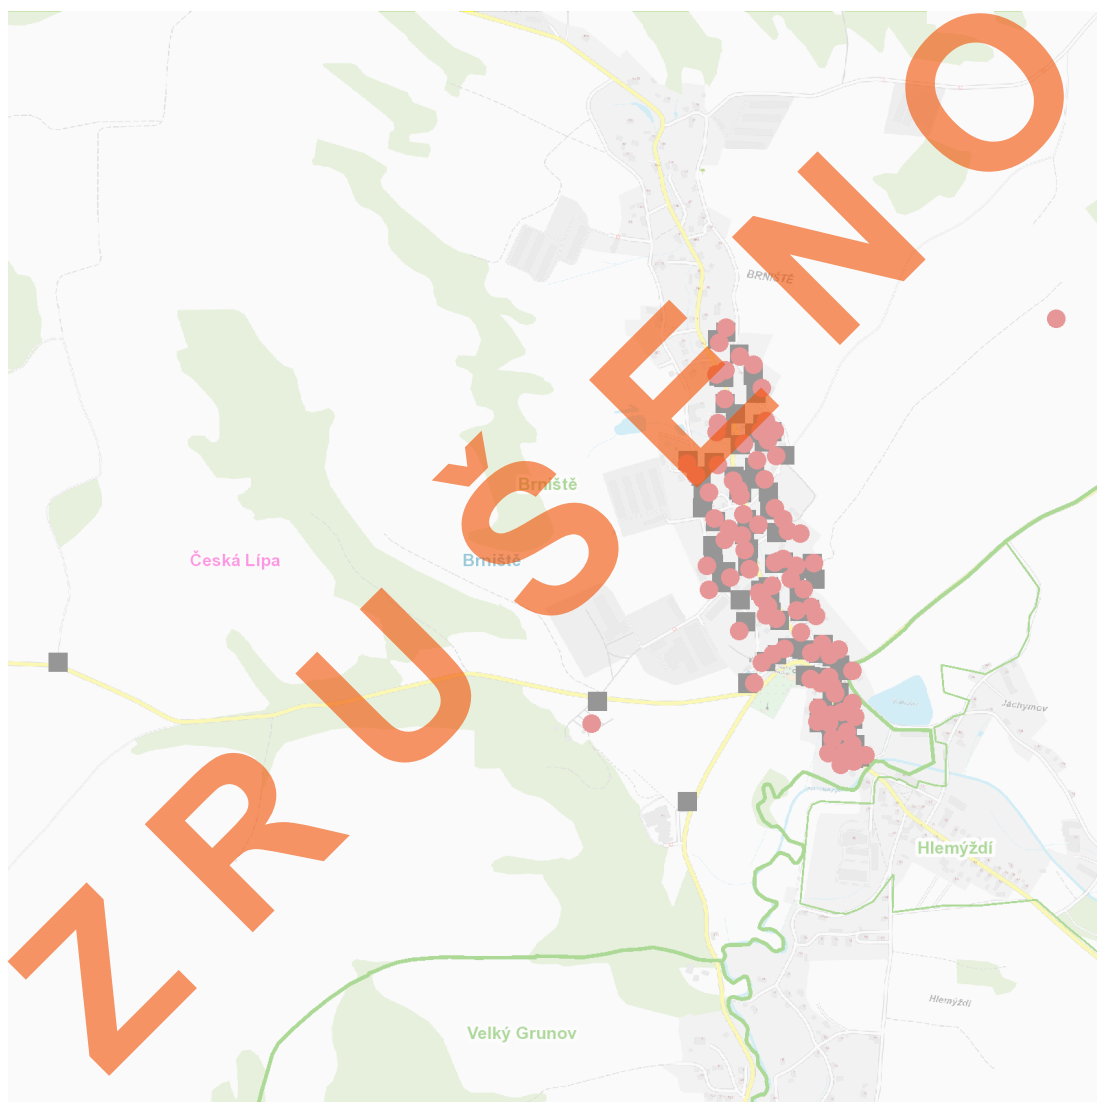 ZRUŠENO
BRNIŠTĚ
Brniště
Česká Lípa
Brniště
Jáchymov
Hlemýždí
Hlemýždí
Velký Grunov